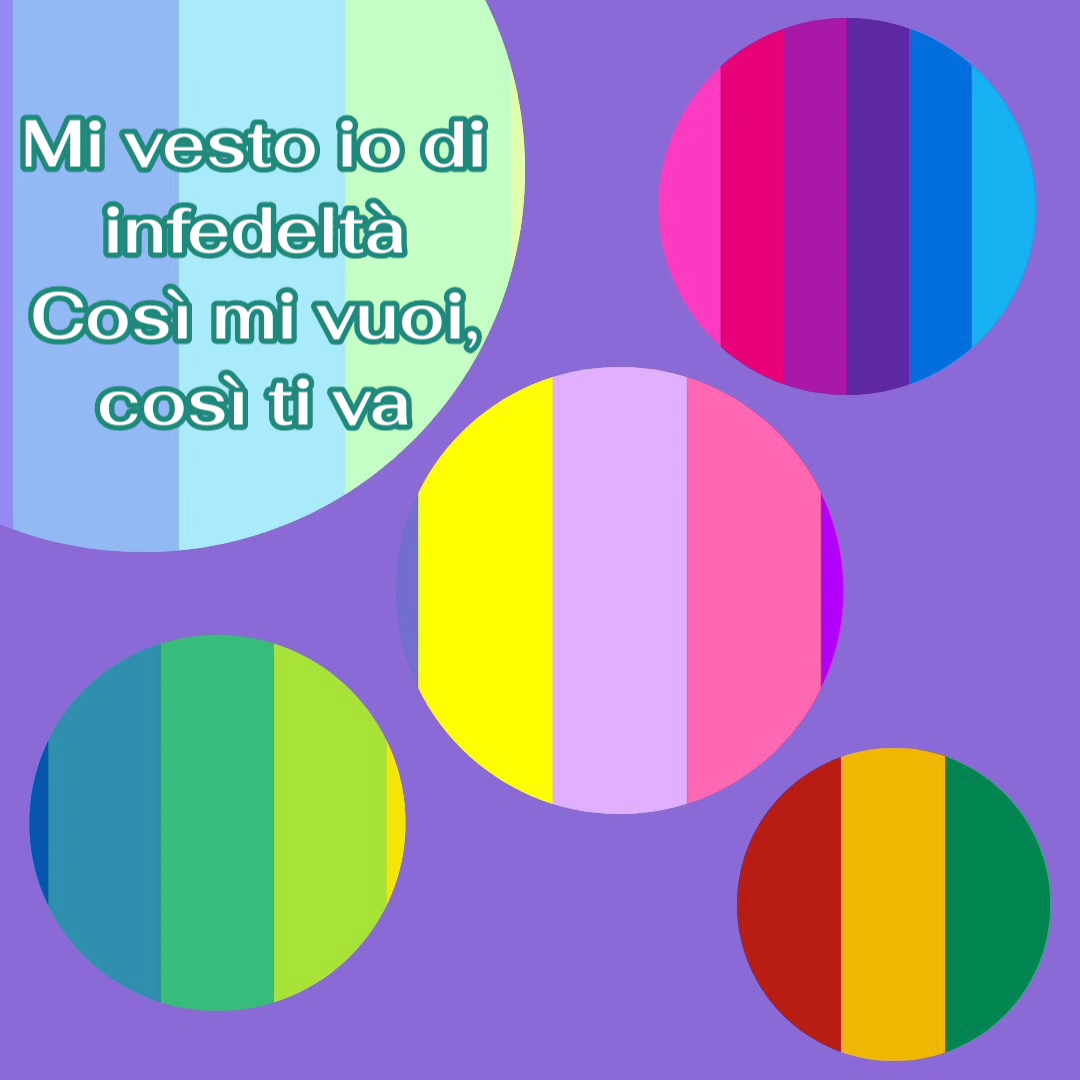 Mi vesto io di
infedeltà
Così mi vuoi,
così ti va